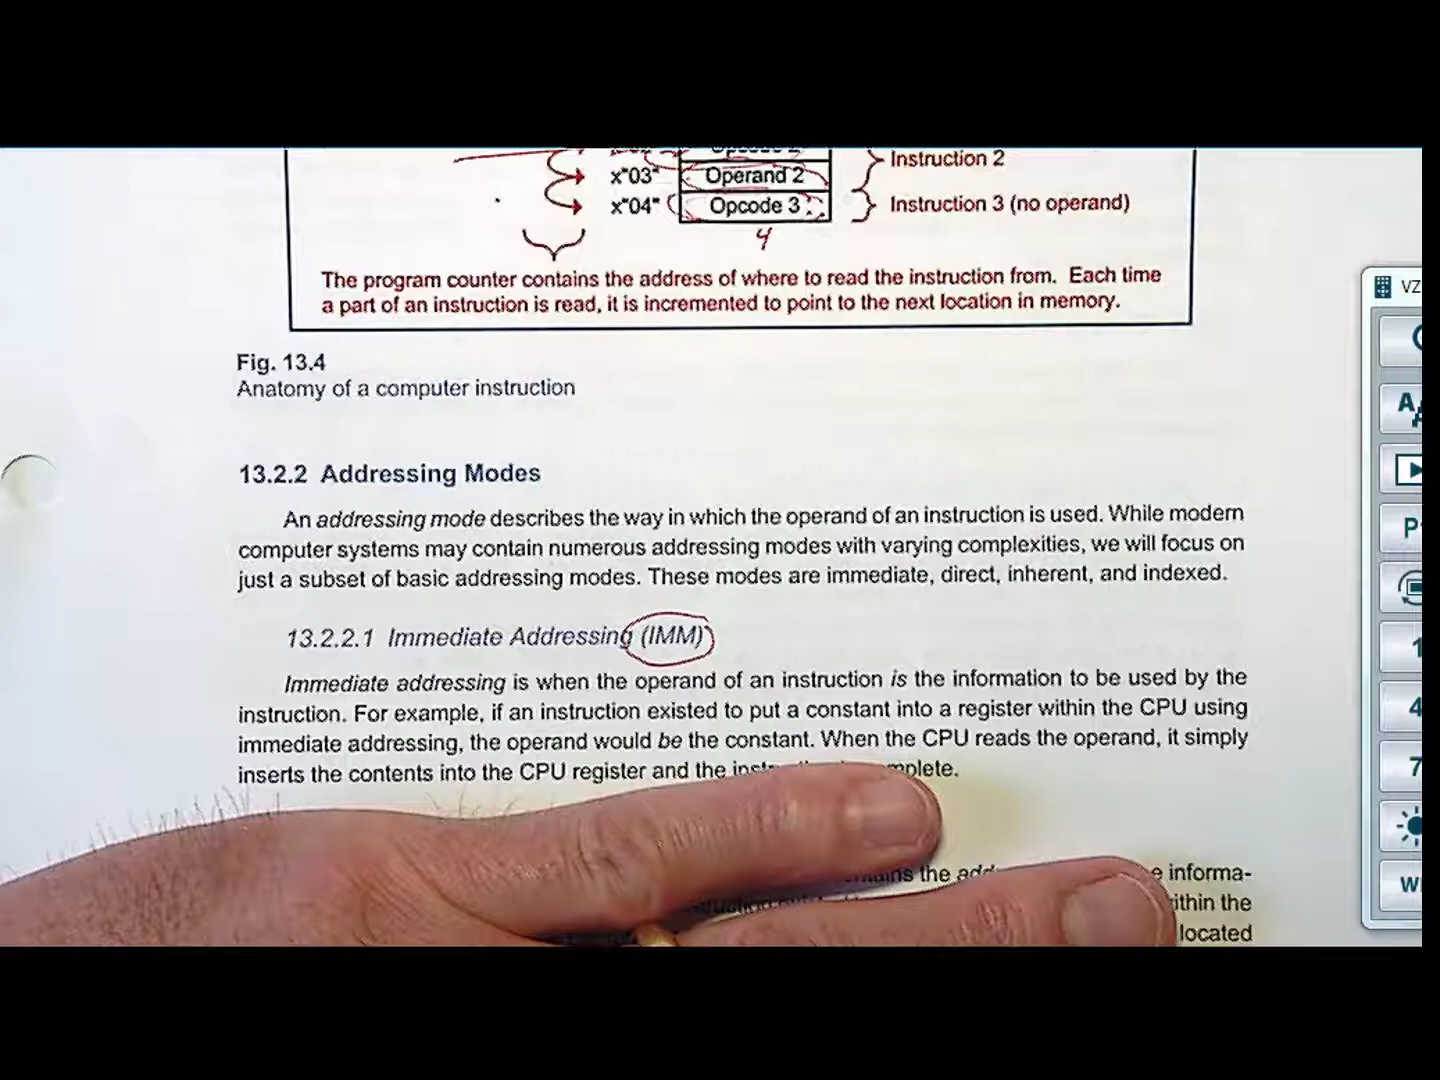 Instruction 2
x"03" Operand 2
x"04" Opcode 3 Instruction 3 (no operand)
4
The program counter contains the address of where to read the instruction from. Each time
a part of an instruction is read, it is incremented to point to the next location in memory.
Fig. 13.4
Anatomy of a computer instruction
13.2.2 Addressing Modes
An addressing mode describes the way in which the operand of an instruction is used. While modern
computer systems may contain numerous addressing modes with varying complexities, we will focus on
just a subset of basic addressing modes. These modes are immediate, direct, inherent, and indexed.
13.2.2.1 Immediate Addressing (IMM)
Immediate addressing is when the operand of an instruction is the information to be used by the
instruction. For example, if an instruction existed to put a constant into a register within the CPU using
immediate addressing, the operand would be the constant. When the CPU reads the operand, it simply
inserts the contents into the CPU register and the
the
located
VZ
A
P
1
4
7